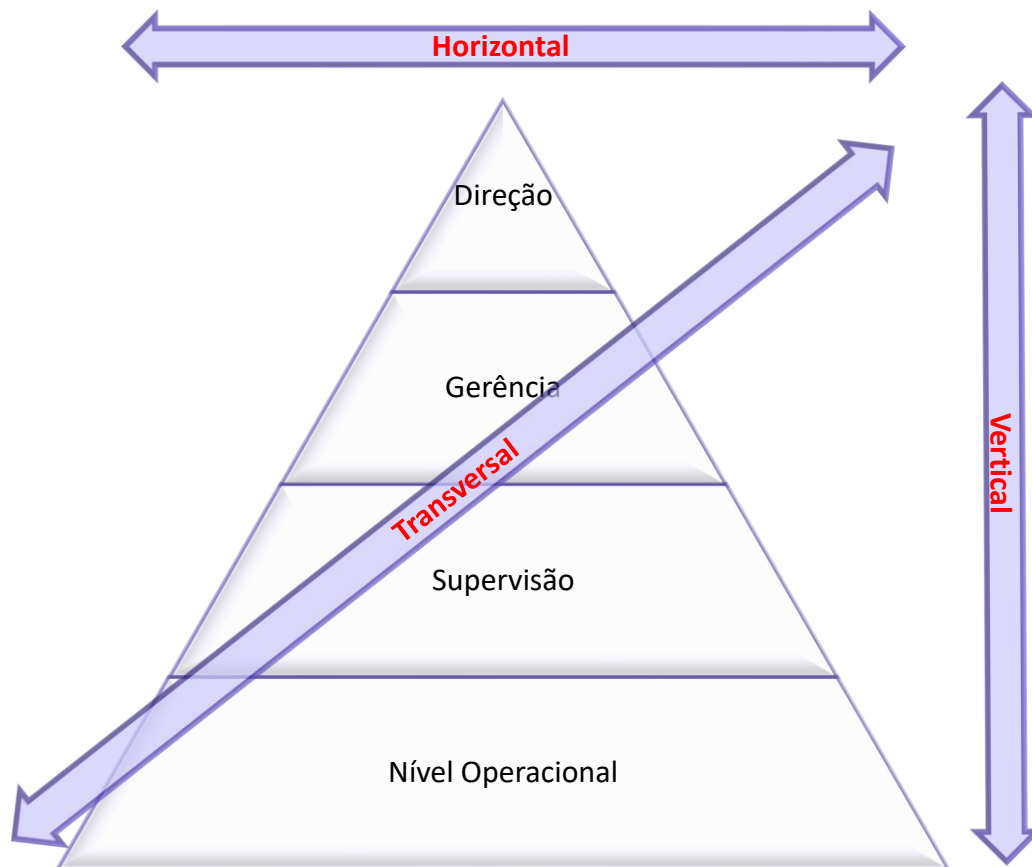 Horizontal
Direção
Gerência
Transversal
Vertical
Supervisão
Nível Operacional